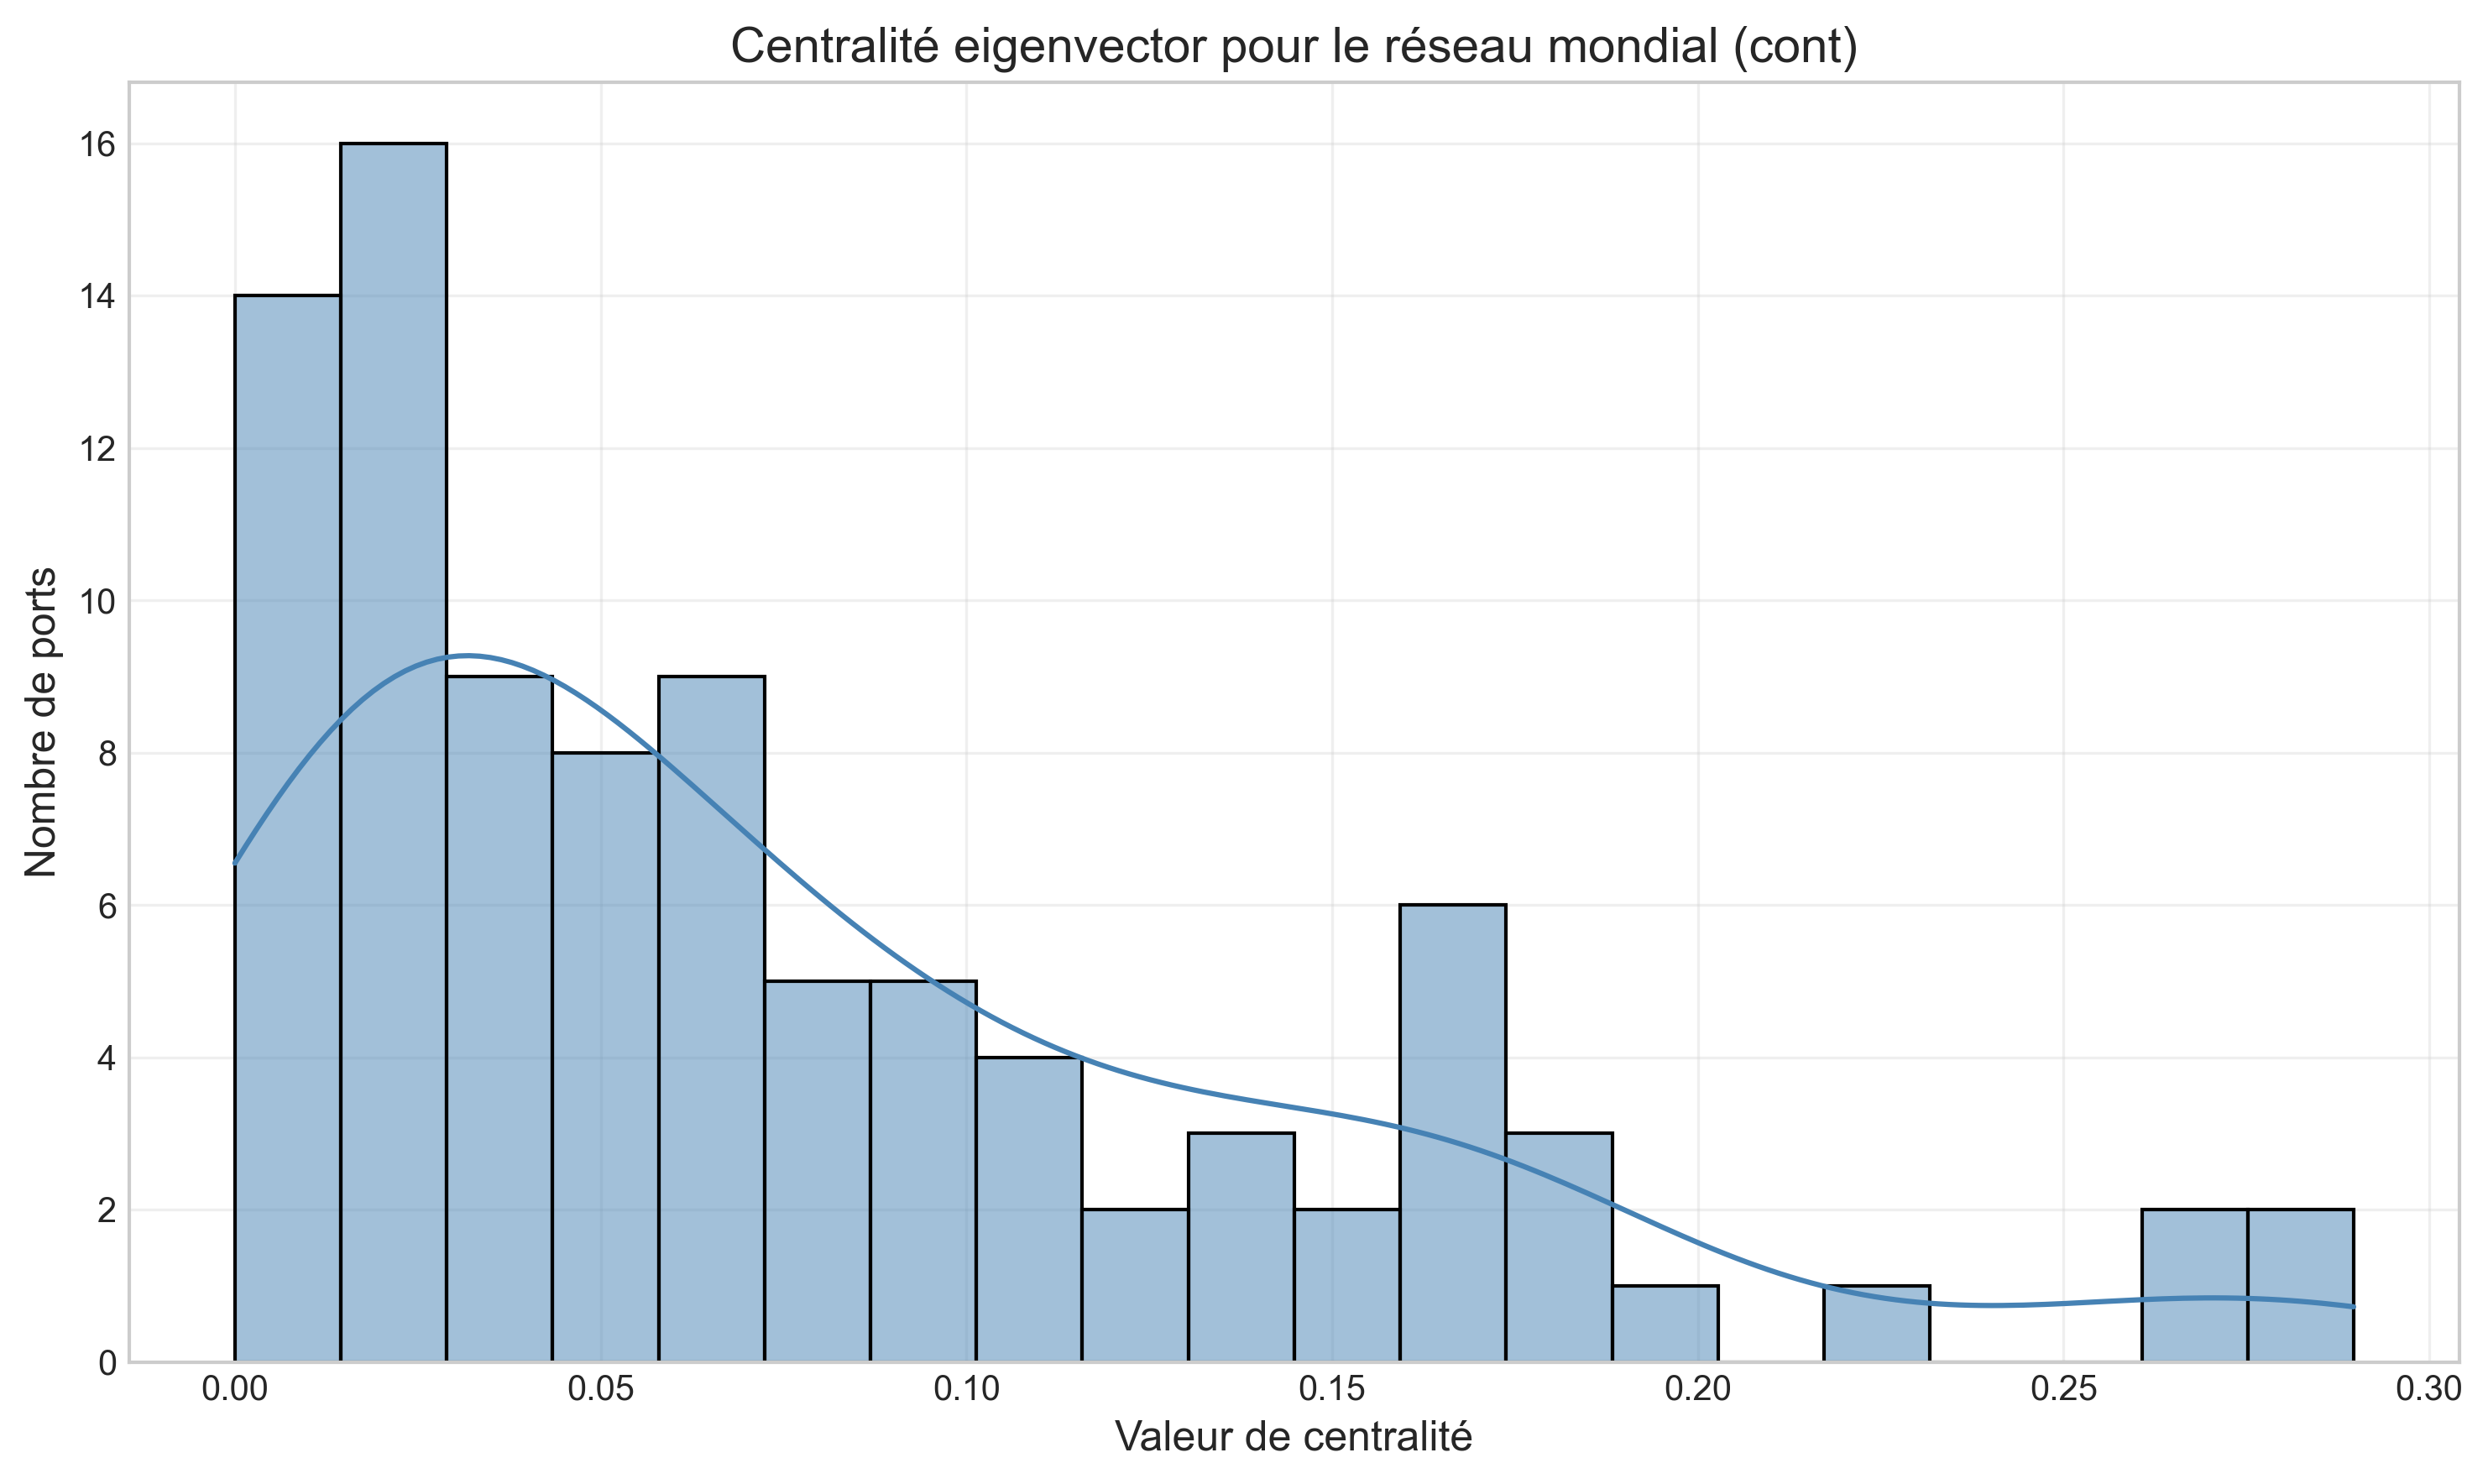 Centralité eigenvector pour le réseau mondial (cont)
Nombre de ports
16
14
12
10
8
6
4
2
0
0.00 0.05 0.10 0.15 0.20 0.25 0.30
Valeur de centralité